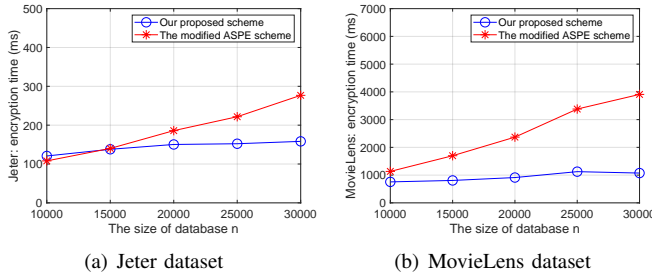 500
400
300
200
100
0
Jeter: encryption time (ms)
Our proposed scheme
The modified ASPE scheme
10000 15000 20000 25000 30000
The size of database n
(a) Jeter dataset
7000
6000
5000
4000
3000
2000
1000
0
MovieLens: encryption time (ms)
Our proposed scheme
The modified ASPE scheme
10000 15000 20000 25000 30000
The size of database n
(b) MovieLens dataset